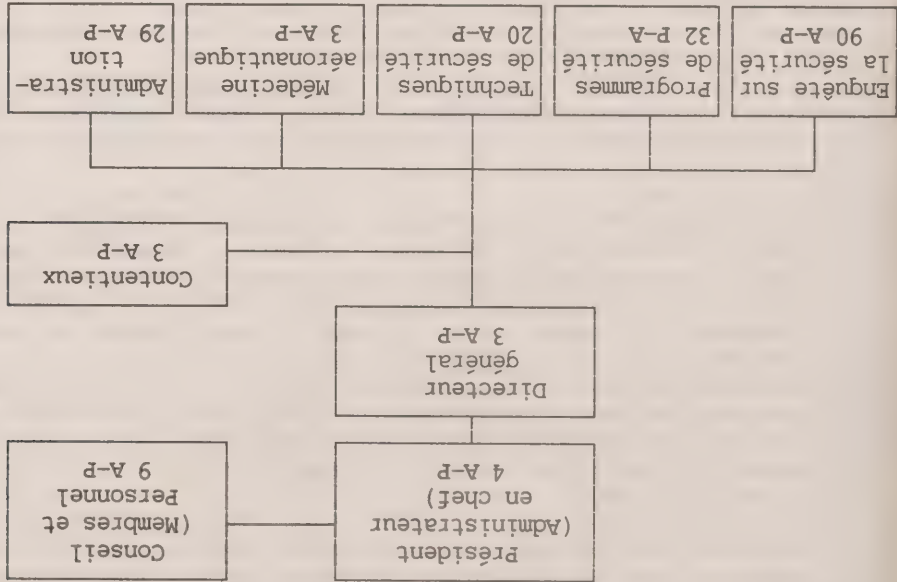 Président
(Administrateur
en chef)
4 A-P
Conseil
(Membres et
Personnel
9 A-P
Directeur
général
3 A-P
Contentieux
3 A-P
Enquête sur
la sécurité
90 A-P
Programmes
de sécurité
32 P-A
Techniques
de sécurité
20 A-P
Médecine
aéronautique
3 A-P
Administra-
tion
29 A-P